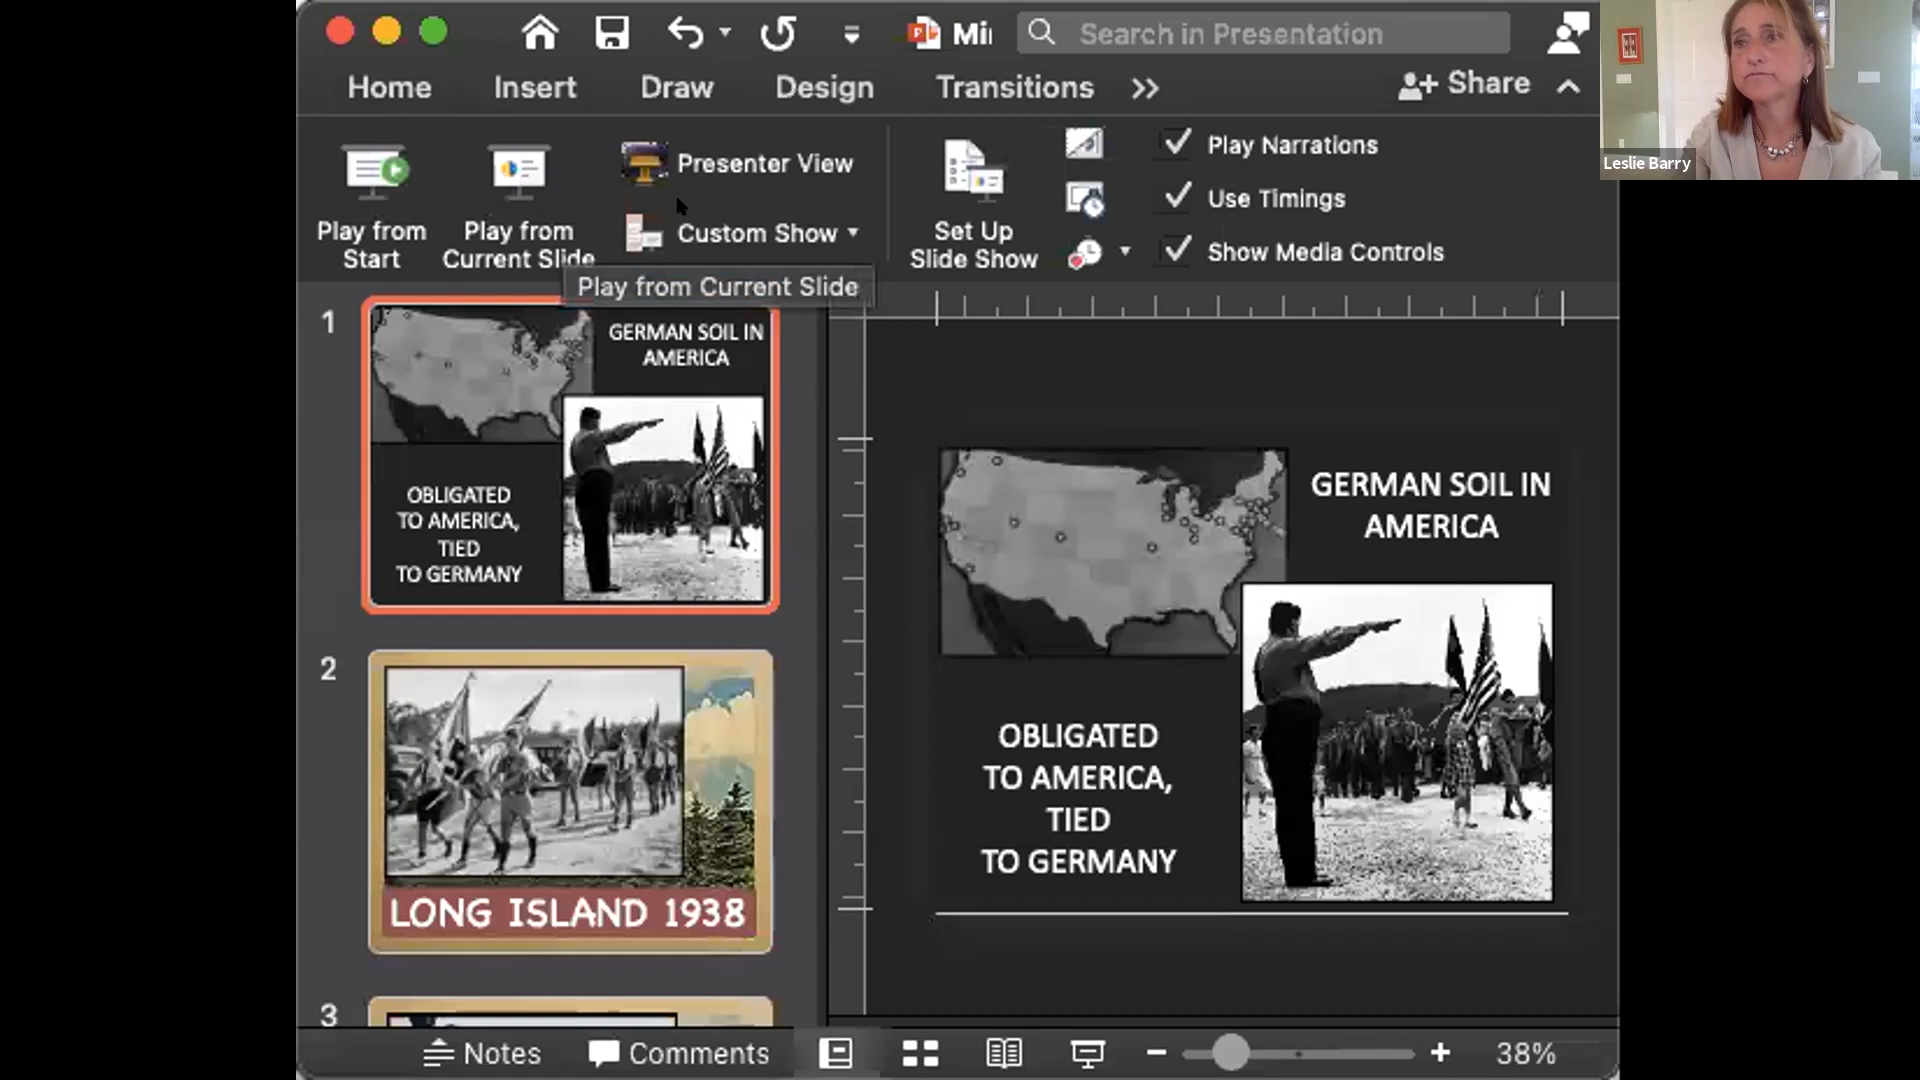 Mi
Search in Presentation
Home
Insert
Draw
Design
Transitions
Share
Play from
Start
Play from
Current Slide
Presenter View
Custom Show
Set Up
Slide Show
Play Narrations
Use Timings
Show Media Controls
Play from Current Slide
Leslie Barry
1
GERMAN SOIL IN
AMERICA
OBLIGATED
TO AMERICA,
TIED
TO GERMANY
2
LONG ISLAND 1938
3
GERMAN SOIL IN
AMERICA
OBLIGATED
TO AMERICA,
TIED
TO GERMANY
Notes
Comments
38%